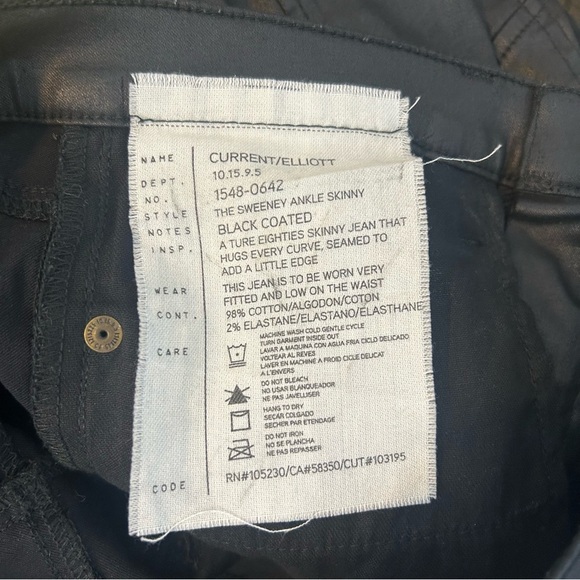 NAME CURRENT/ELLIOTT
DEPT. 10.15.9.5
NO. 1548-0642
STYLE THE SWEENEY ANKLE SKINNY
NOTES BLACK COATED
INSP. A TURE EIGHTIES SKINNY JEAN THAT
HUGS EVERY CURVE, SEAMED TO
ADD A LITTLE EDGE
WEAR THIS JEAN IS TO BE WORN VERY
FITTED AND LOW ON THE WAIST
CONT. 98% COTTON/ALGODON/COTON
2% ELASTANE/ELASTANO/ELASTHANE
CARE MACHINE WASH COLD GENTLE CYCLE
TURN GARMENT INSIDE OUT
LAVAR A MAQUINA CON AGUA FRIA CICLO DELICADO
VOLTEAR AL REVES
LAVER EN MACHINE A FROID CICLE DELICAT
A L'ENVERS
DO NOT BLEACH
NO USAR BLANQUEADOR
NE PAS JAVELLISER
HANG TO DRY
SECAR COLGADO
SECHER PAR ETENDAGE
DO NOT IRON
NO SE PLANCHA
NE PAS REPASSER
CODE RN#105230/CA#58350/CUT#103195